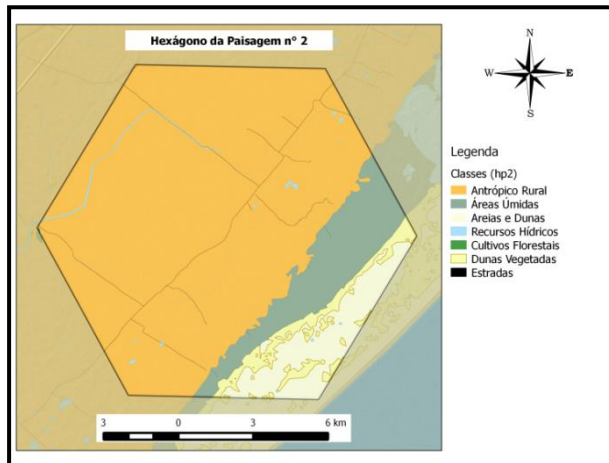 Hexágono da Paisagem n° 2
N
W
E
S
Legenda
Classes (hp2)
Antrópico Rural
Áreas Úmidas
Areias e Dunas
Recursos Hídricos
Cultivos Florestais
Dunas Vegetadas
Estradas
3 0 3 6 km